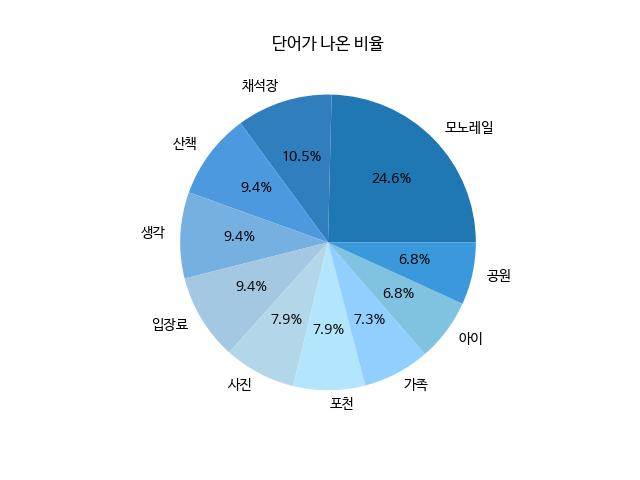 단어가 나온 비율
모노레일
24.6%
채석장
10.5%
산책
9.4%
생각
9.4%
입장료
9.4%
사진
7.9%
포천
7.9%
가족
7.3%
아이
6.8%
공원
6.8%